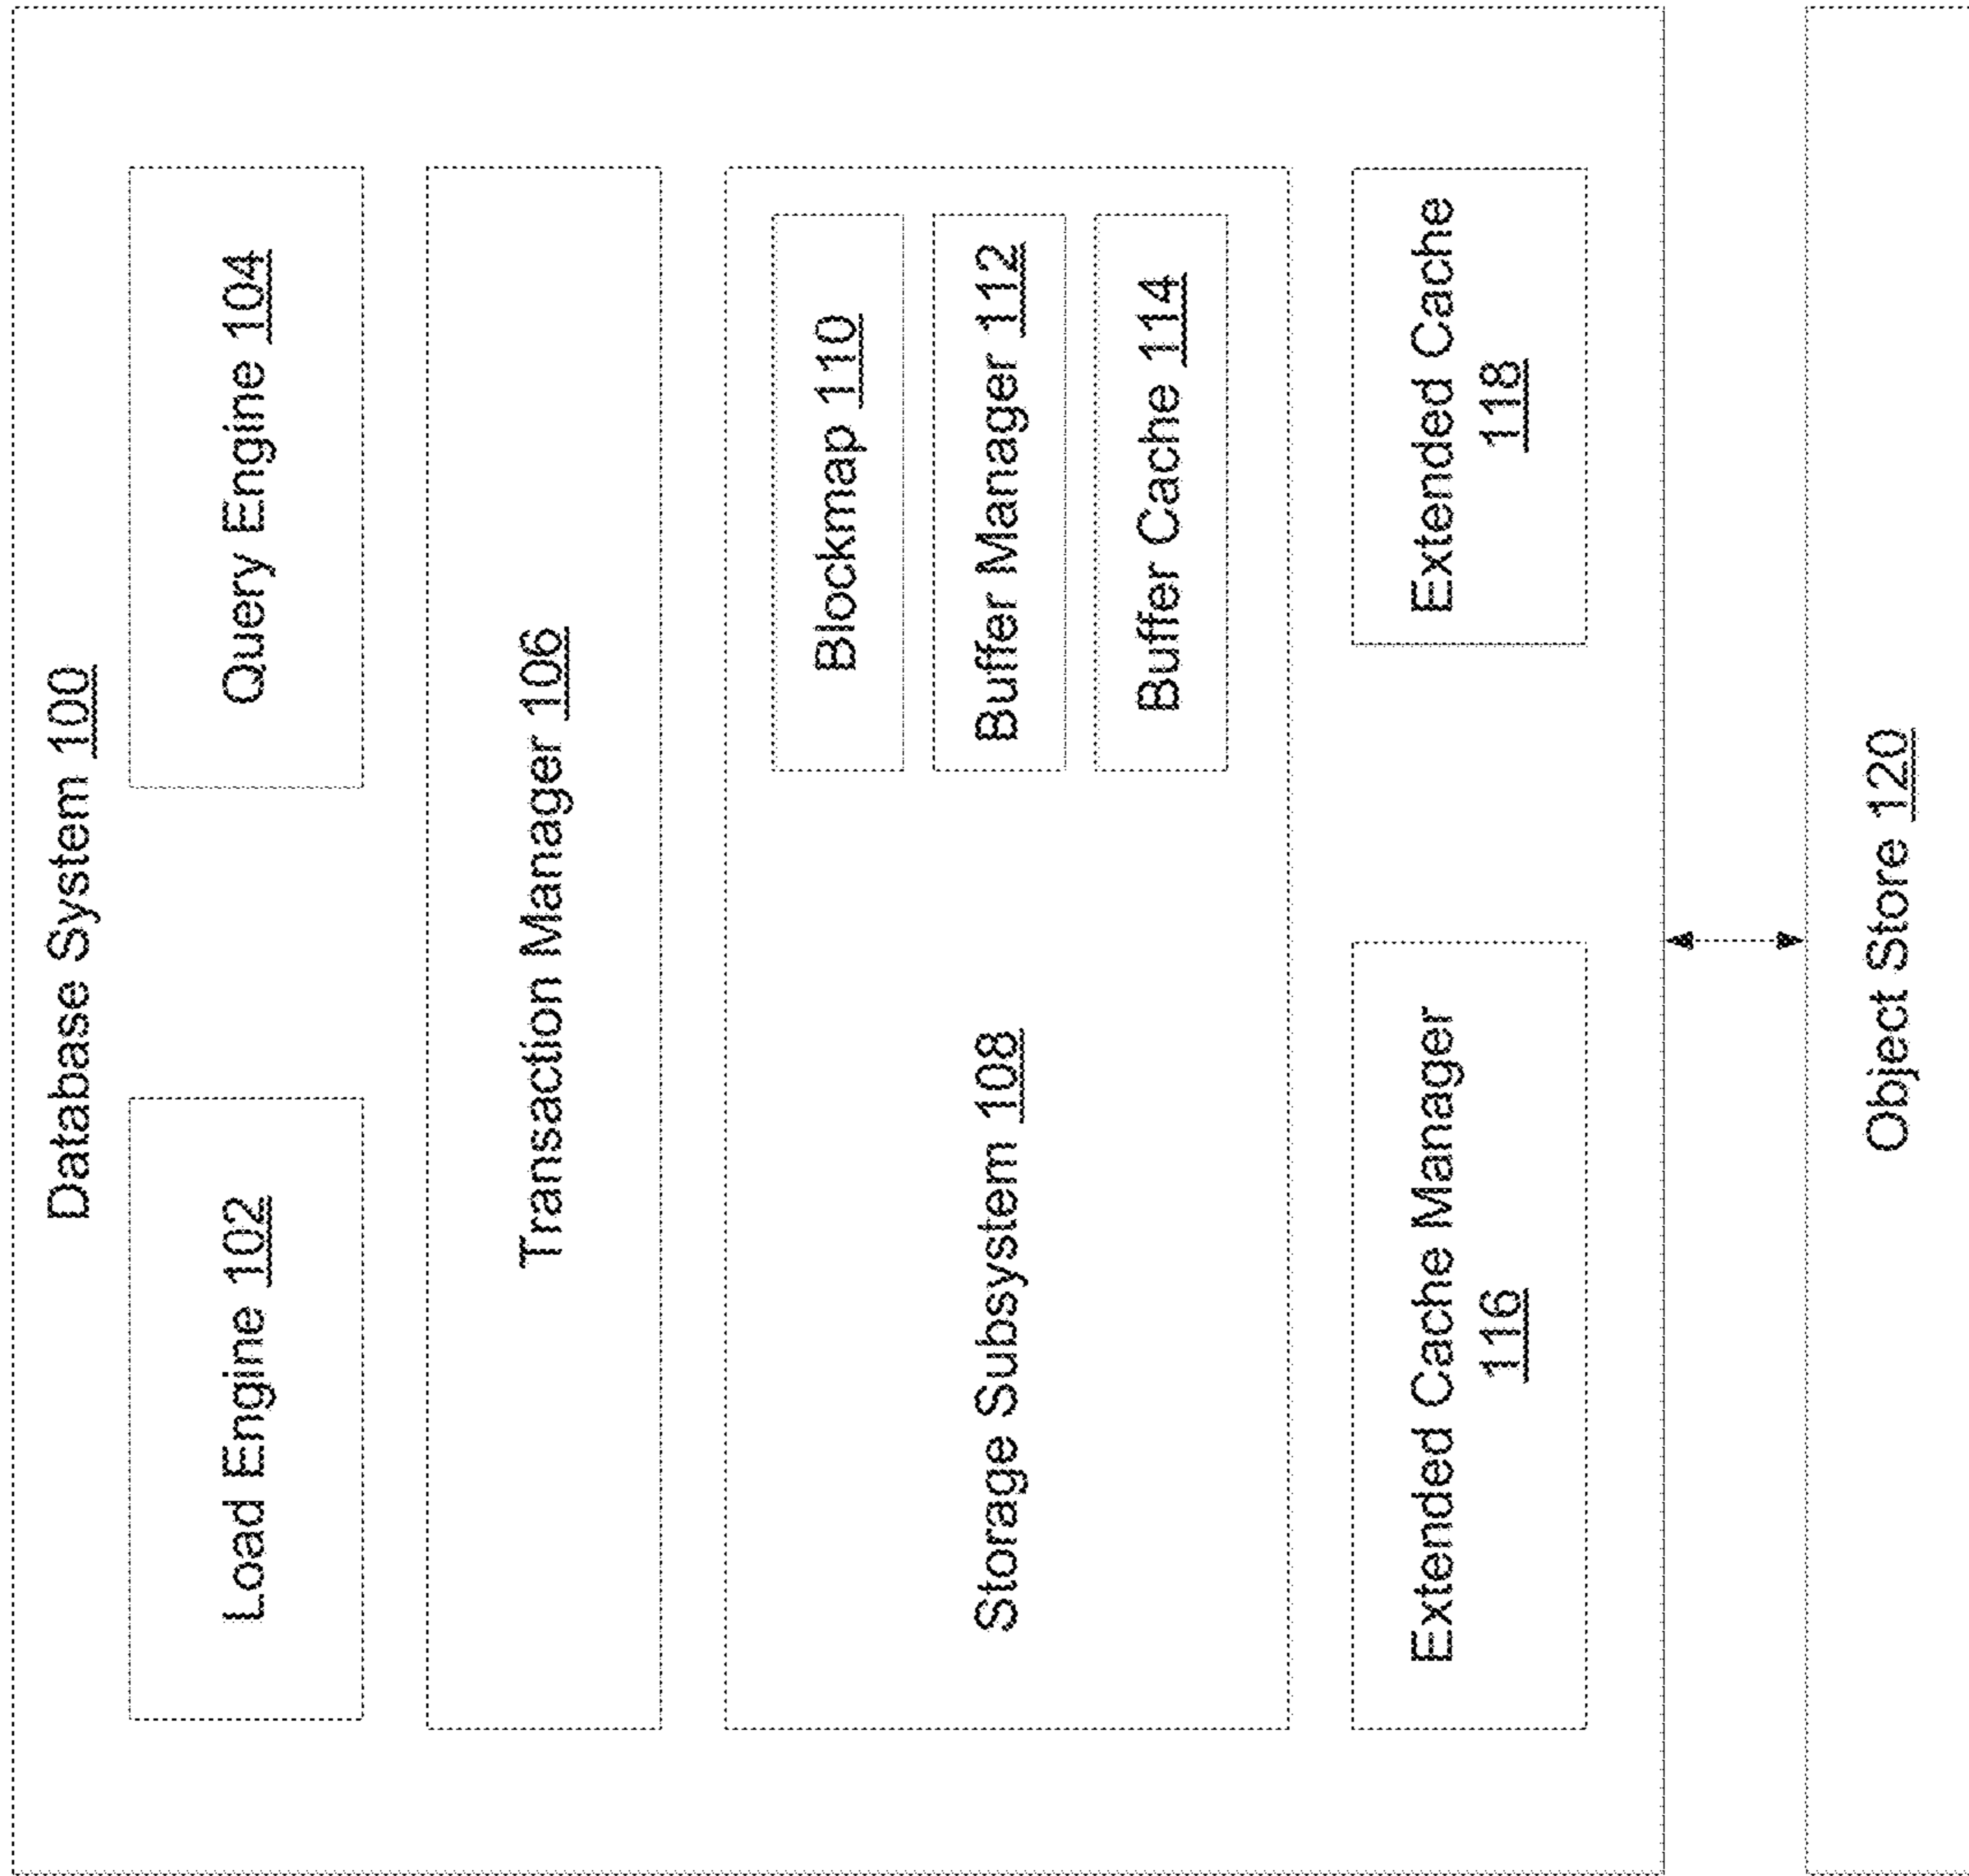 Database System 100
Load Engine 102
Query Engine 104
Transaction Manager 106
Storage Subsystem 108
Blockmap 110
Buffer Manager 112
Buffer Cache 114
Extended Cache Manager
116
Extended Cache
118
Object Store 120